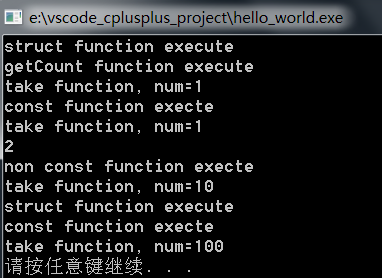 e:\vscode_cplusplus_project\hello_world.exe
struct function execute
getCount function execute
take function, num=1
const function execte
take function, num=1
2
non const function execte
take function, num=10
struct function execute
const function execte
take function, num=100
请按任意键继续. . .